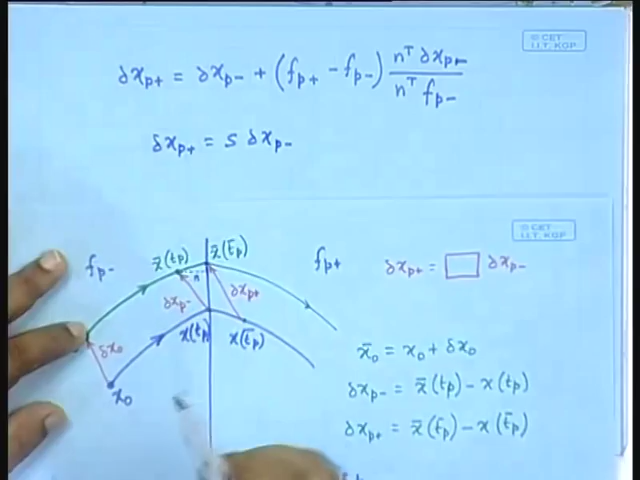 © CET
I.I.T. KGP
δx_{p+} = δx_{p-} + (f_{p+} - f_{p-}) \frac{n^T δx_{p-}}{n^T f_{p-}}
δx_{p+} = S δx_{p-}
© CET
I.I.T. KGP
f_{p-}
x̄(t_p)
x̄(t̄_p)
f_{p+}
δx_{p+} = □ δx_{p-}
n
δx_{p-}
δx_{p+}
δx_0
x(t_p)
x(t̄_p)
x_0
x̄_0 = x_0 + δx_0
δx_{p-} = x̄(t_p) - x(t_p)
δx_{p+} = x̄(t̄_p) - x(t̄_p)